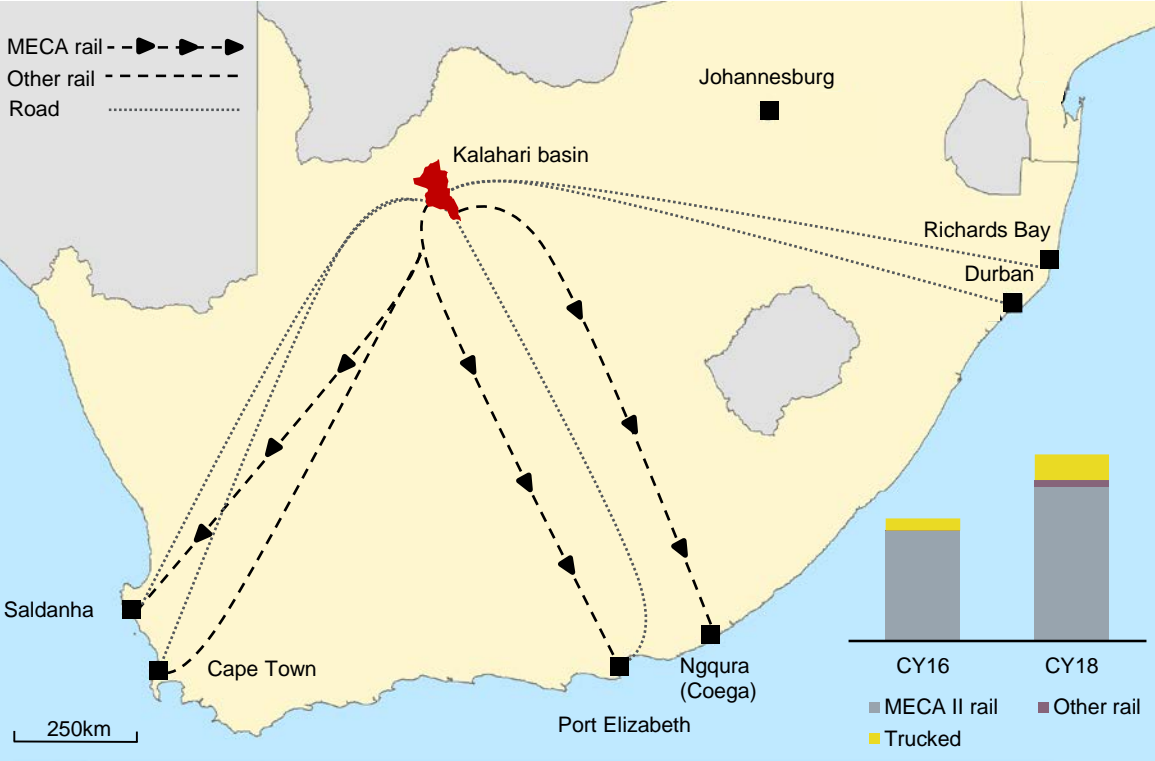 MECA rail
Other rail
Road
Johannesburg
Kalahari basin
Richards Bay
Durban
Saldanha
Cape Town
Ngqura
(Coega)
Port Elizabeth
250km
CY16
CY18
MECA II rail
Other rail
Trucked